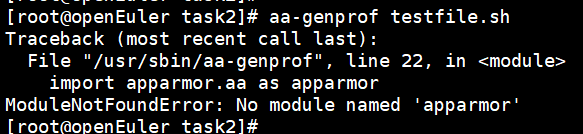 [root@openEuler task2]# aa-genprof testfile.sh
Traceback (most recent call last):
  File "/usr/sbin/aa-genprof", line 22, in <module>
    import apparmor.aa as apparmor
ModuleNotFoundError: No module named 'apparmor'
[root@openEuler task2]#